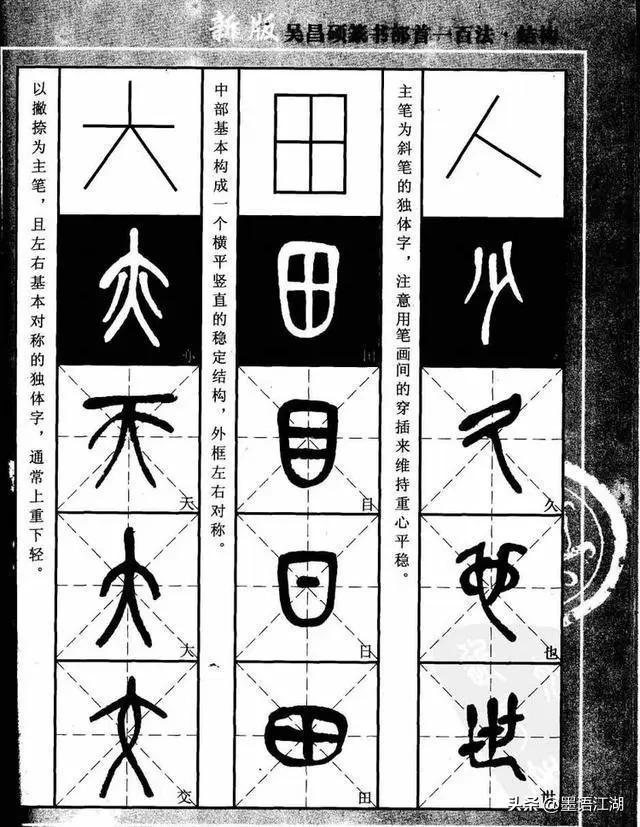 新版 吴昌硕篆书部首一百法·结构
人
久
也
世
主笔为斜笔的独体字，注意用笔画间的穿插来维持重心平稳。
田
目
日
田
中部基本构成一个横平竖直的稳定结构，外框左右对称。
大
亦
天
大
交
以撇捺为主笔，且左右基本对称的独体字，通常上重下轻。
头条@墨语江湖